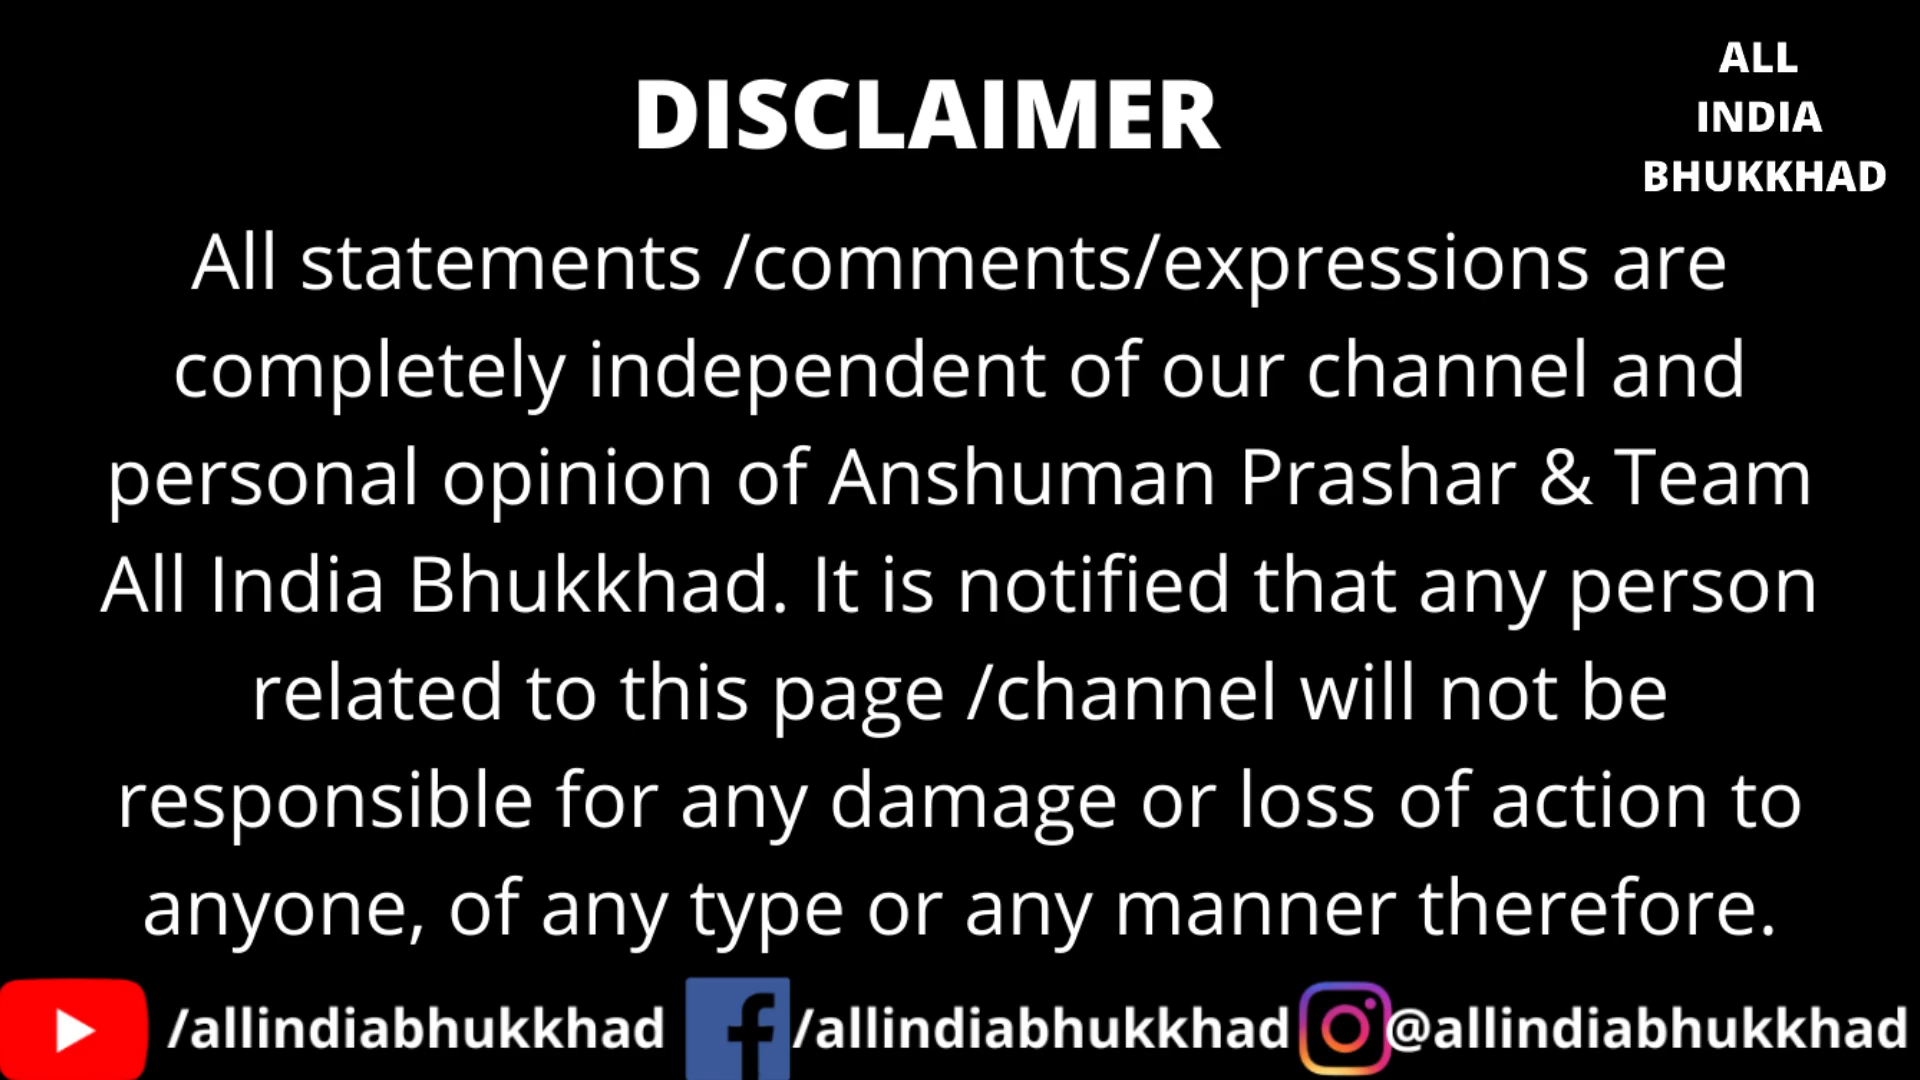 DISCLAIMER
ALL
INDIA
BHUKKHAD
All statements /comments/expressions are
completely independent of our channel and
personal opinion of Anshuman Prashar & Team
All India Bhukkhad. It is notified that any person
related to this page /channel will not be
responsible for any damage or loss of action to
anyone, of any type or any manner therefore.
/allindiabhukkhad /allindiabhukkhad @allindiabhukkhad